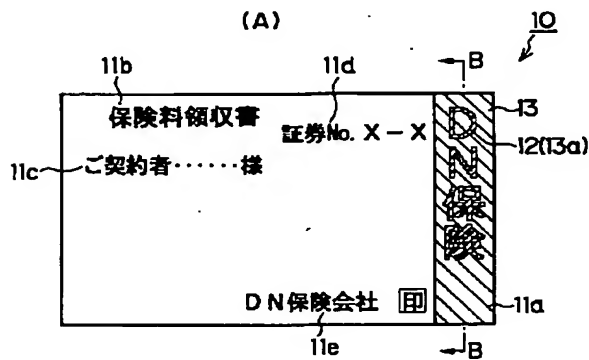 (A)
10
11b
11d
B
13
保険料領収書
証券No. X-X
DN保険
12(13a)
11c
ご契約者……様
DN保険会社 印
11a
11e
B